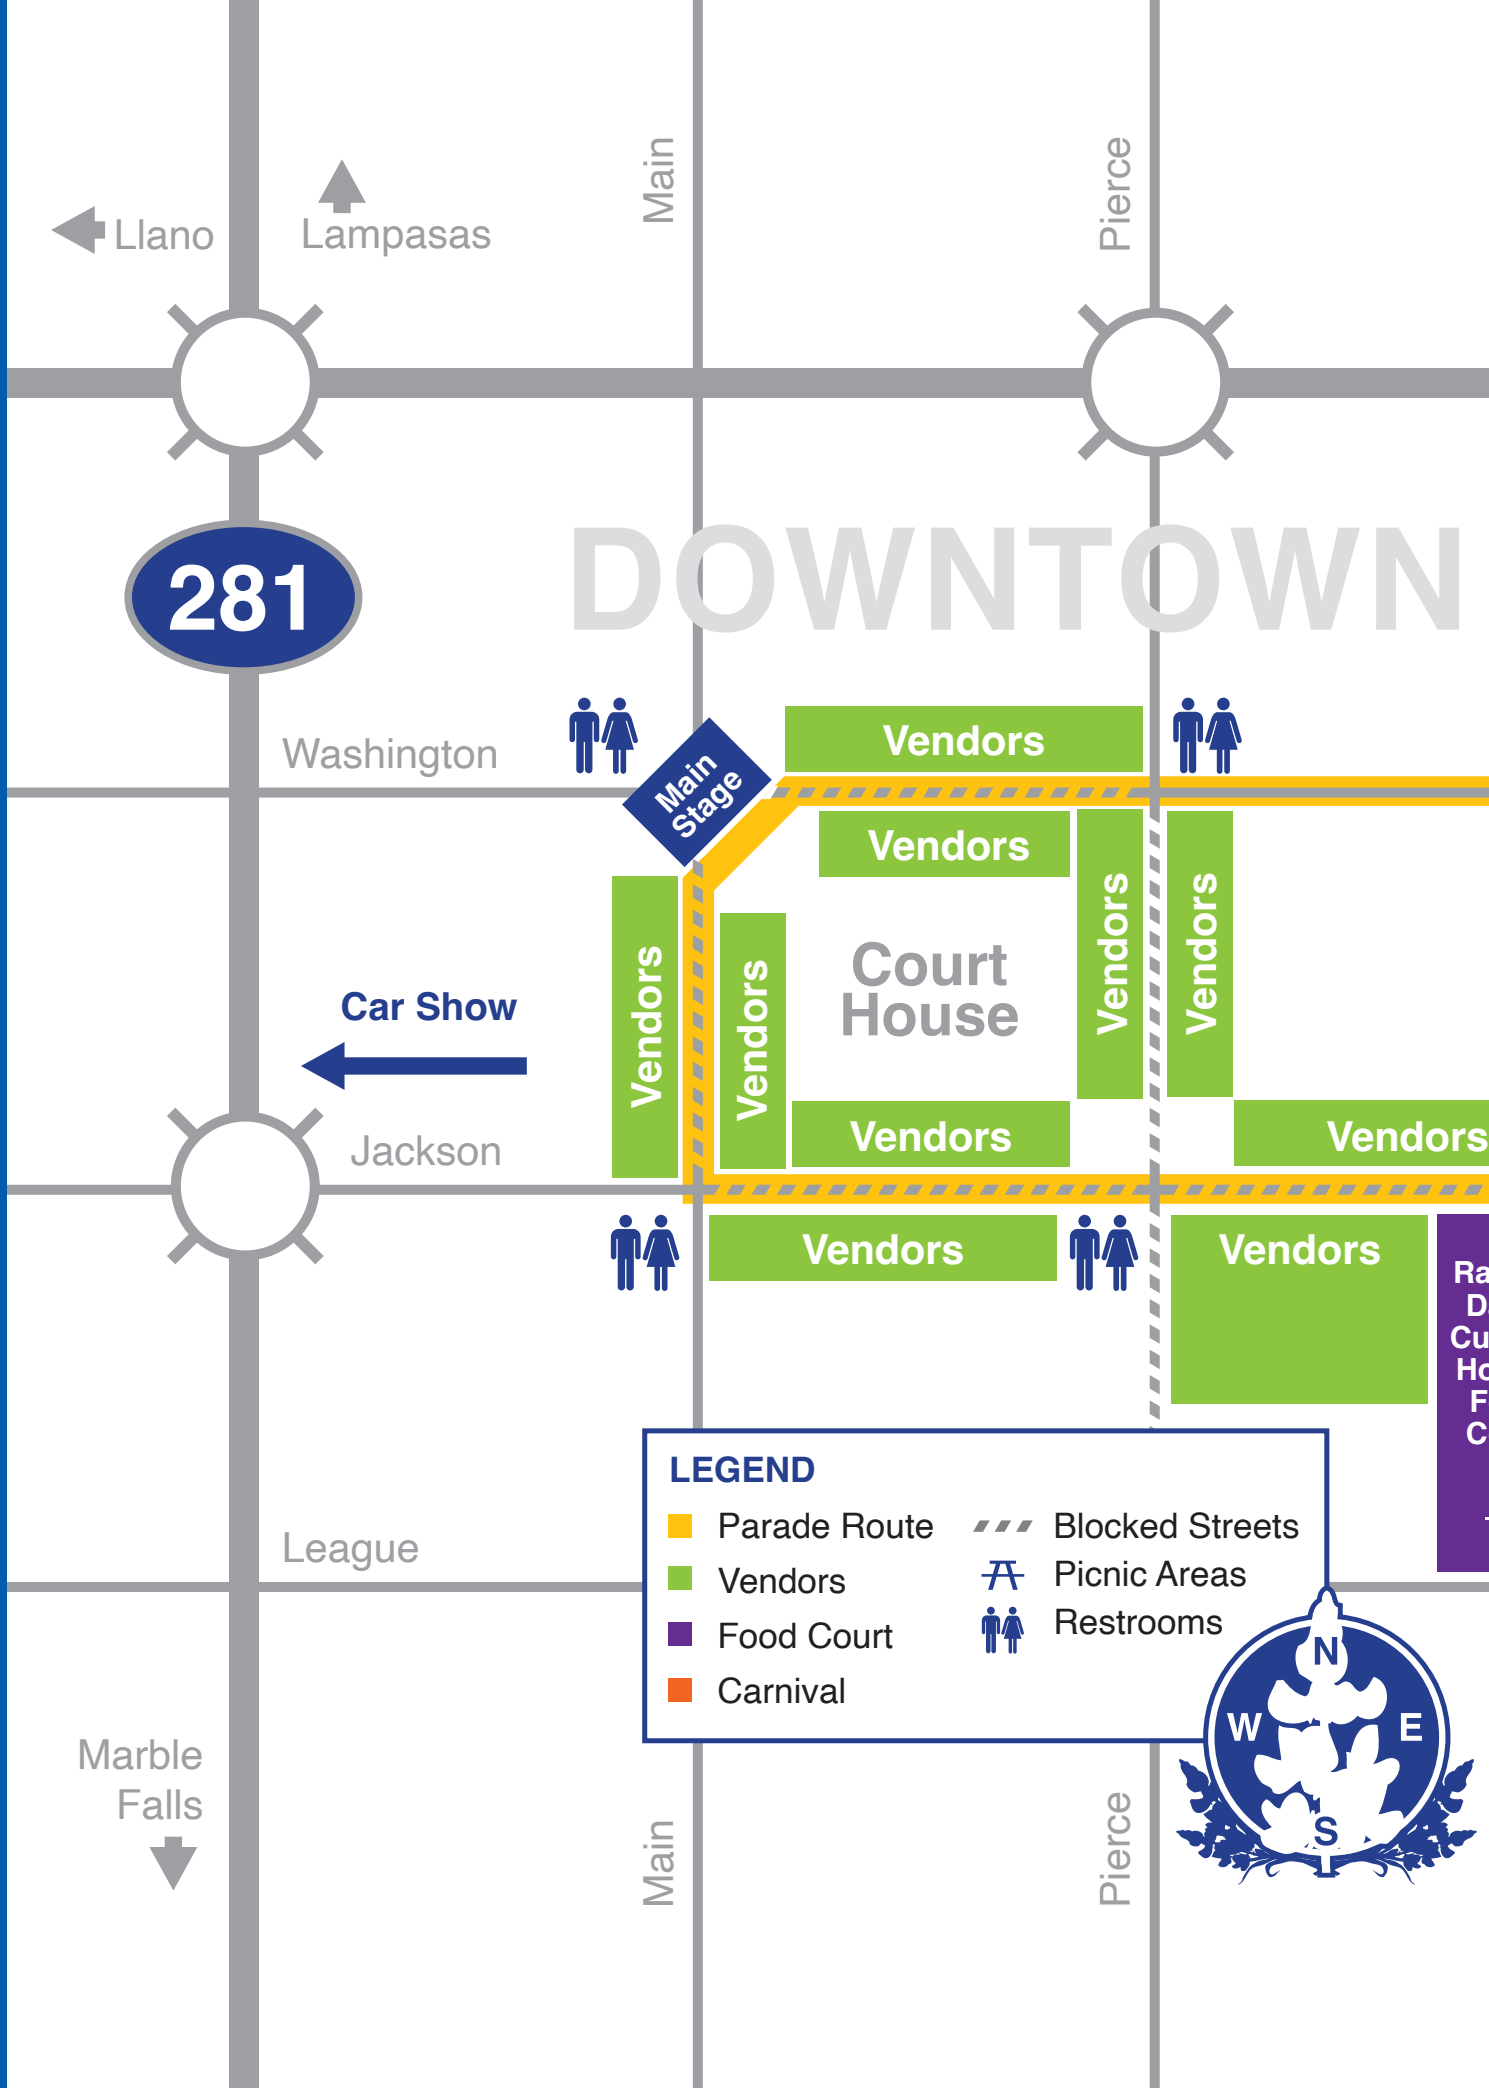 Main
Pierce
Llano
Lampasas
DOWNTOWN
281
Washington
Main
Stage
Vendors
Vendors
Vendors
Vendors
Vendors
Vendors
Court
House
Car Show
Vendors
Vendors
Jackson
Vendors
Vendors
LEGEND
Parade Route
Vendors
Food Court
Carnival
Blocked Streets
Picnic Areas
Restrooms
League
N
W
E
S
Marble
Falls
Main
Pierce